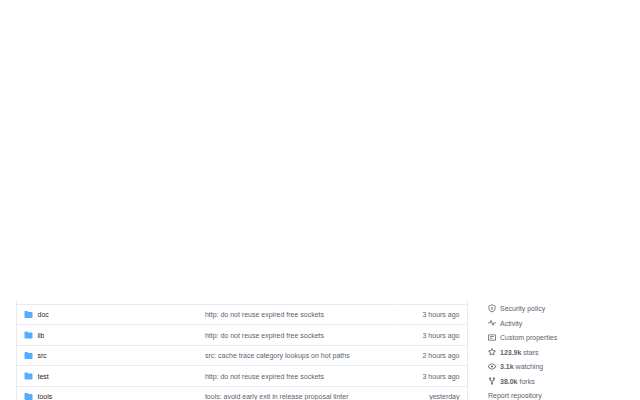 doc http: do not reuse expired free sockets 3 hours ago
lib http: do not reuse expired free sockets 3 hours ago
src src: cache trace category lookups on hot paths 2 hours ago
test http: do not reuse expired free sockets 3 hours ago
tools tools: avoid early exit in release proposal linter yesterday
Security policy
Activity
Custom properties
123.9k stars
3.1k watching
38.0k forks
Report repository